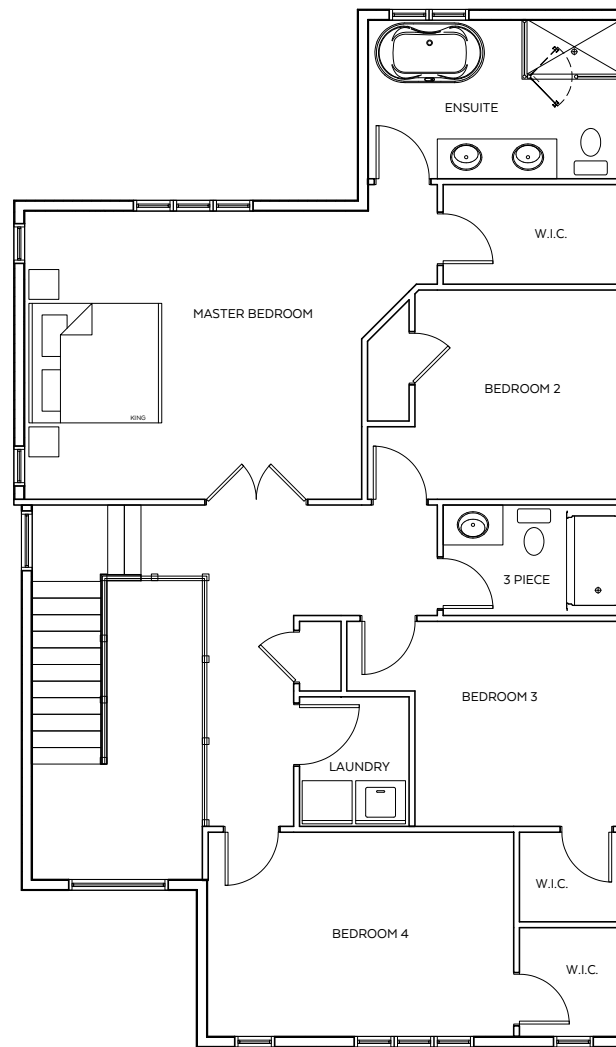 ENSUITE
W.I.C.
MASTER BEDROOM
BEDROOM 2
KING
3 PIECE
BEDROOM 3
LAUNDRY
W.I.C.
BEDROOM 4
W.I.C.